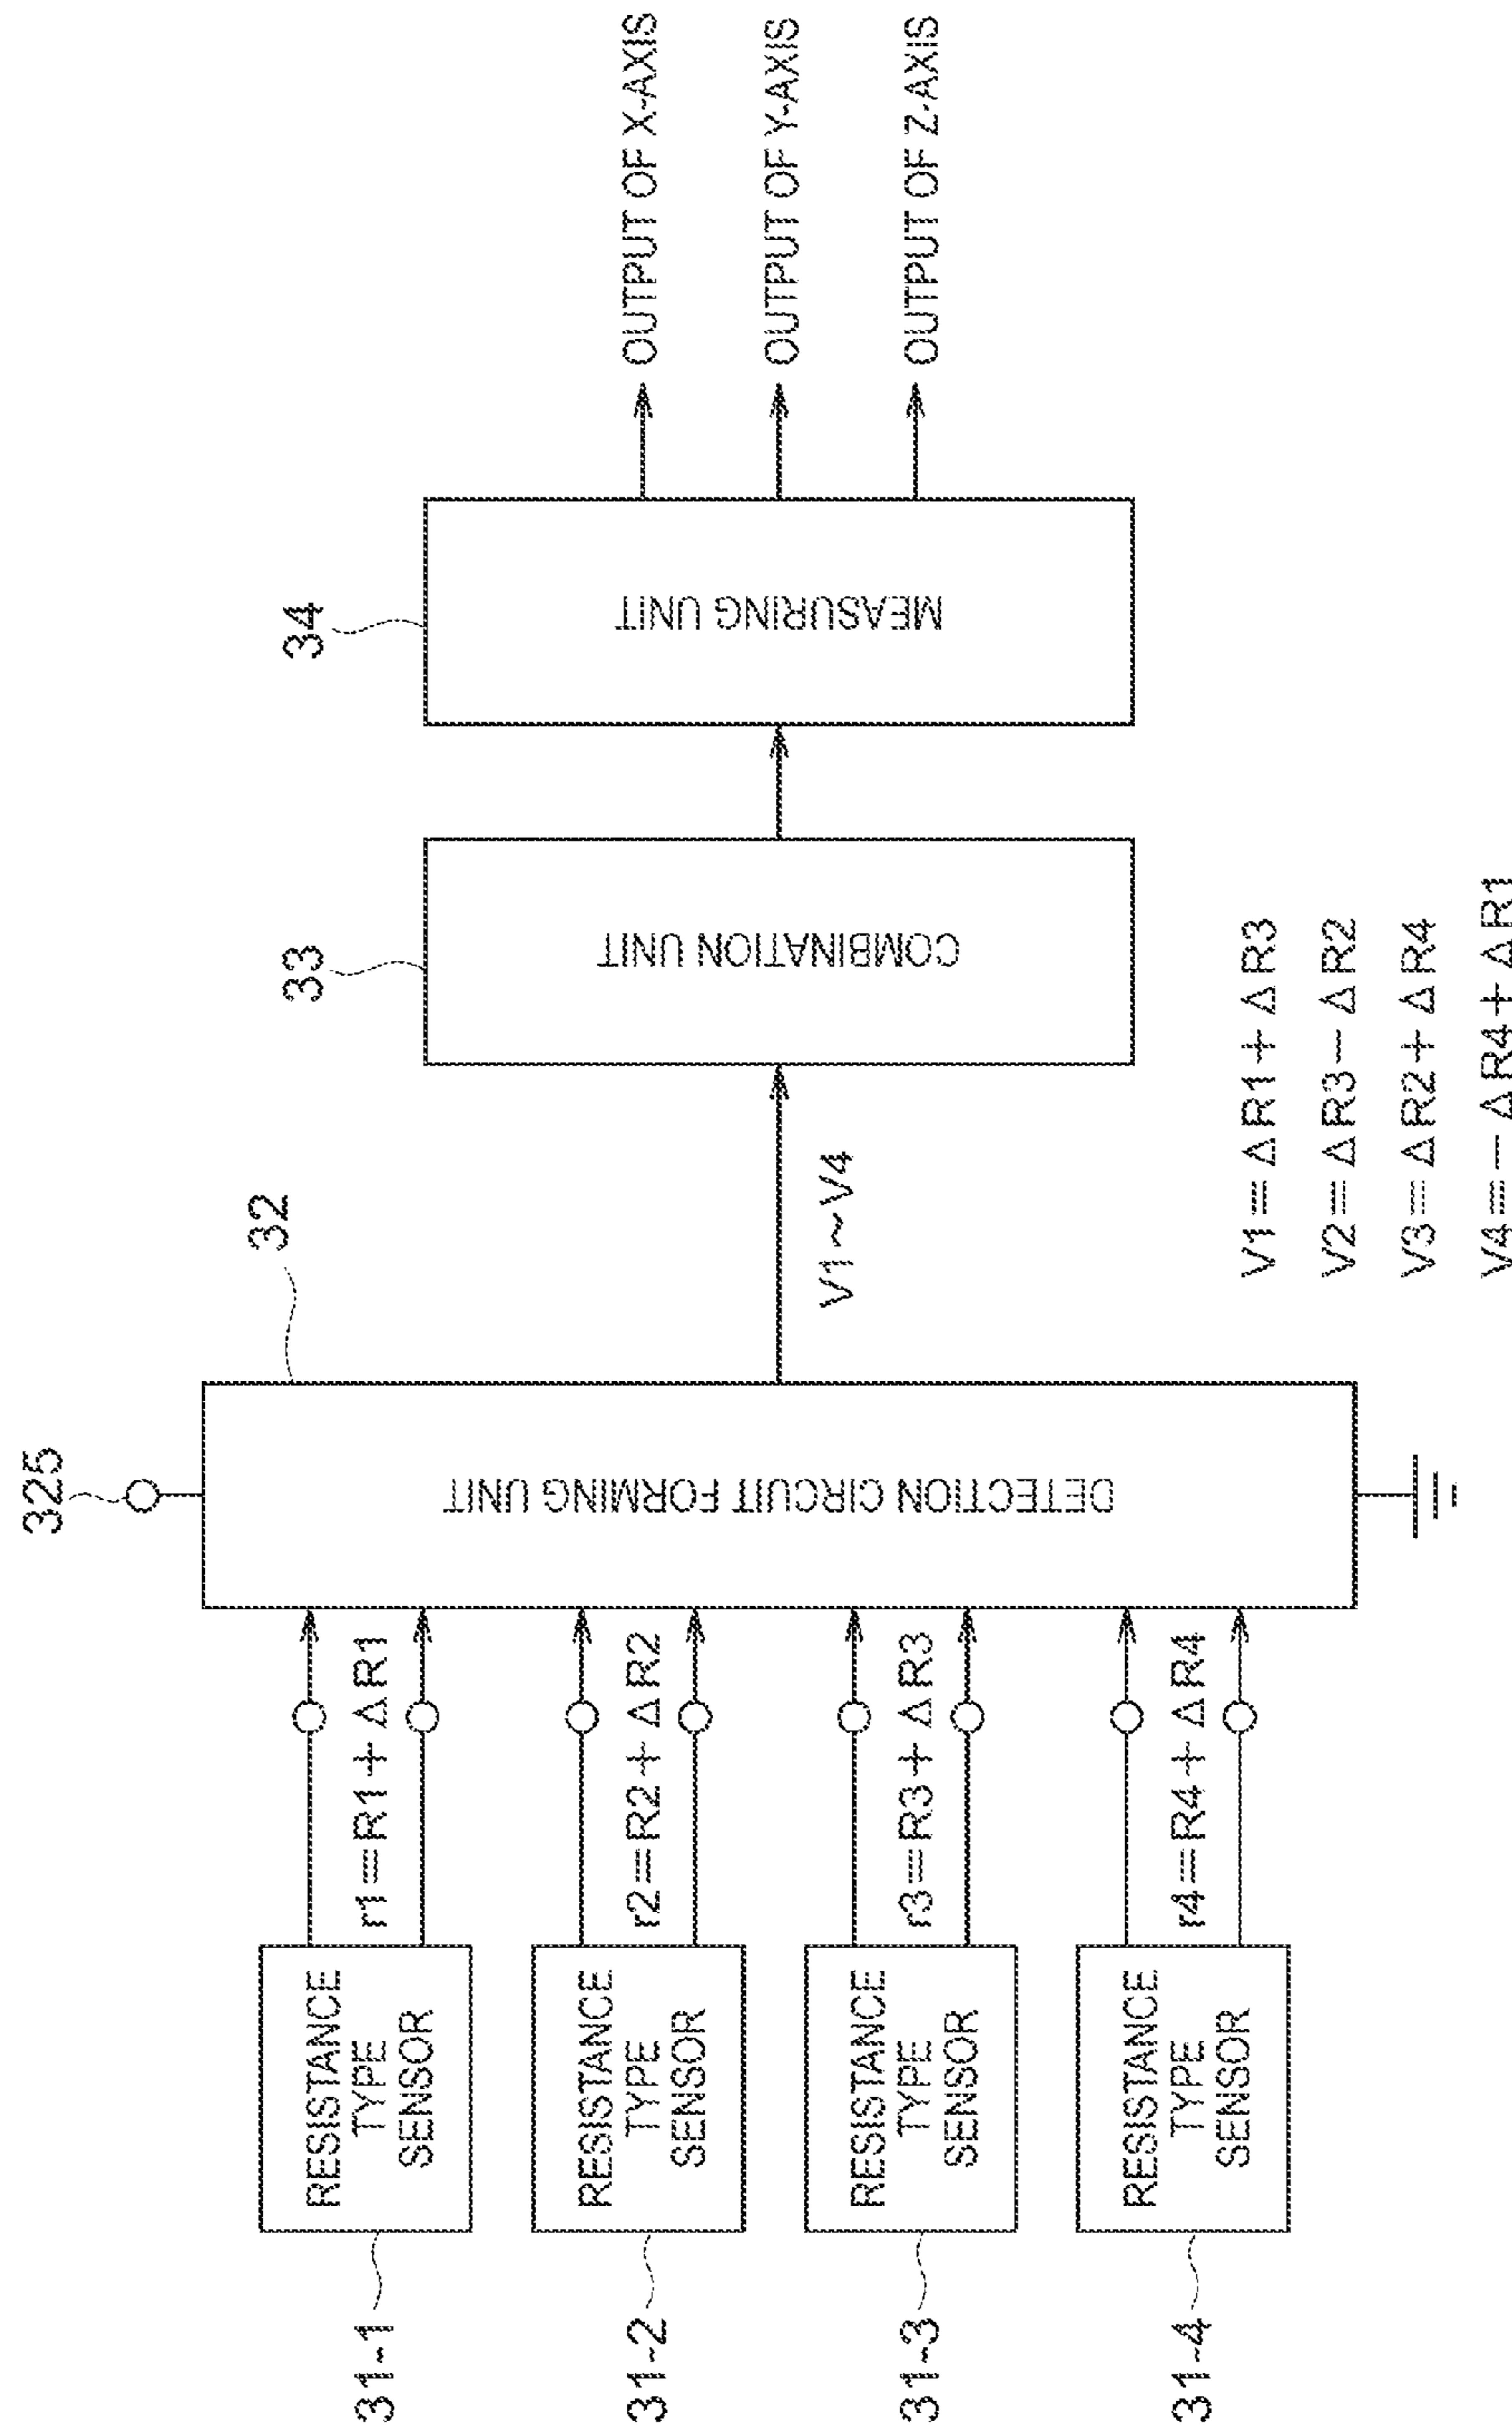 31-1
RESISTANCE
TYPE
SENSOR
r1=R1+ΔR1
31-2
RESISTANCE
TYPE
SENSOR
r2=R2+ΔR2
31-3
RESISTANCE
TYPE
SENSOR
r3=R3+ΔR3
31-4
RESISTANCE
TYPE
SENSOR
r4=R4+ΔR4
325
32
DETECTION CIRCUIT FORMING UNIT
V1~V4
33
COMBINATION UNIT
34
MEASURING UNIT
OUTPUT OF X-AXIS
OUTPUT OF Y-AXIS
OUTPUT OF Z-AXIS
V1=ΔR1+ΔR3
V2=ΔR3-ΔR2
V3=ΔR2+ΔR4
V4=-ΔR4+ΔR1